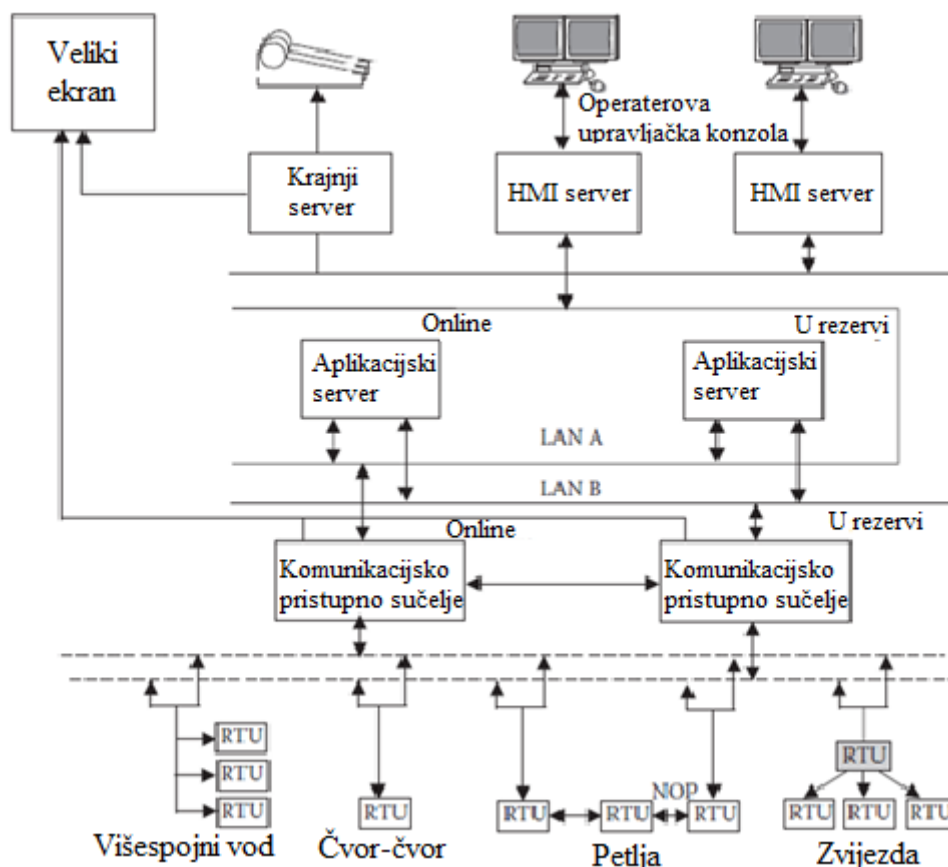 Veliki
ekran
Operaterova
upravljačka konzola
Krajnji
server
HMI server
HMI server
Online
U rezervi
Aplikacijski
server
Aplikacijski
server
LAN A
LAN B
Online
U rezervi
Komunikacijsko
pristupno sučelje
Komunikacijsko
pristupno sučelje
RTU
RTU
RTU
RTU
RTU
RTU
NOP
RTU
RTU
RTU
RTU
RTU
Višespojni vod
Čvor-čvor
Petlja
Zvijezda